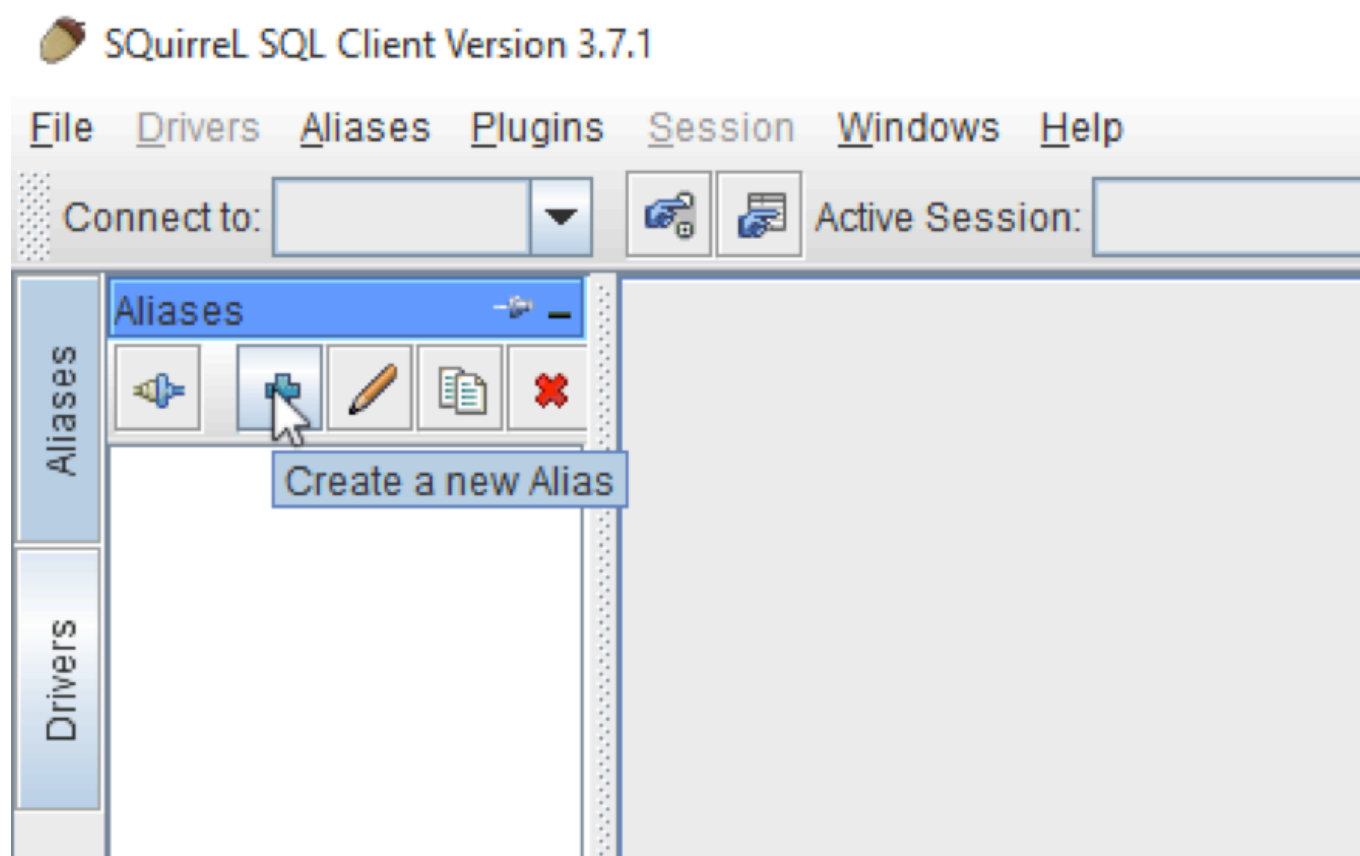 SQuirreL SQL Client Version 3.7.1
File Drivers Aliases Plugins Session Windows Help
Connect to: Active Session:
Aliases
Aliases
Create a new Alias
Drivers